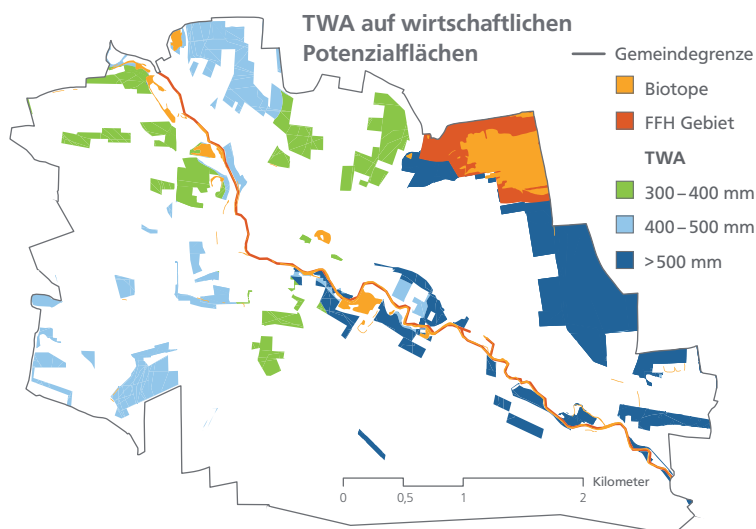 TWA auf wirtschaftlichen
Potenzialflächen
Gemeindegrenze
Biotope
FFH Gebiet
TWA
300–400 mm
400–500 mm
>500 mm
Kilometer
0 0,5 1 2